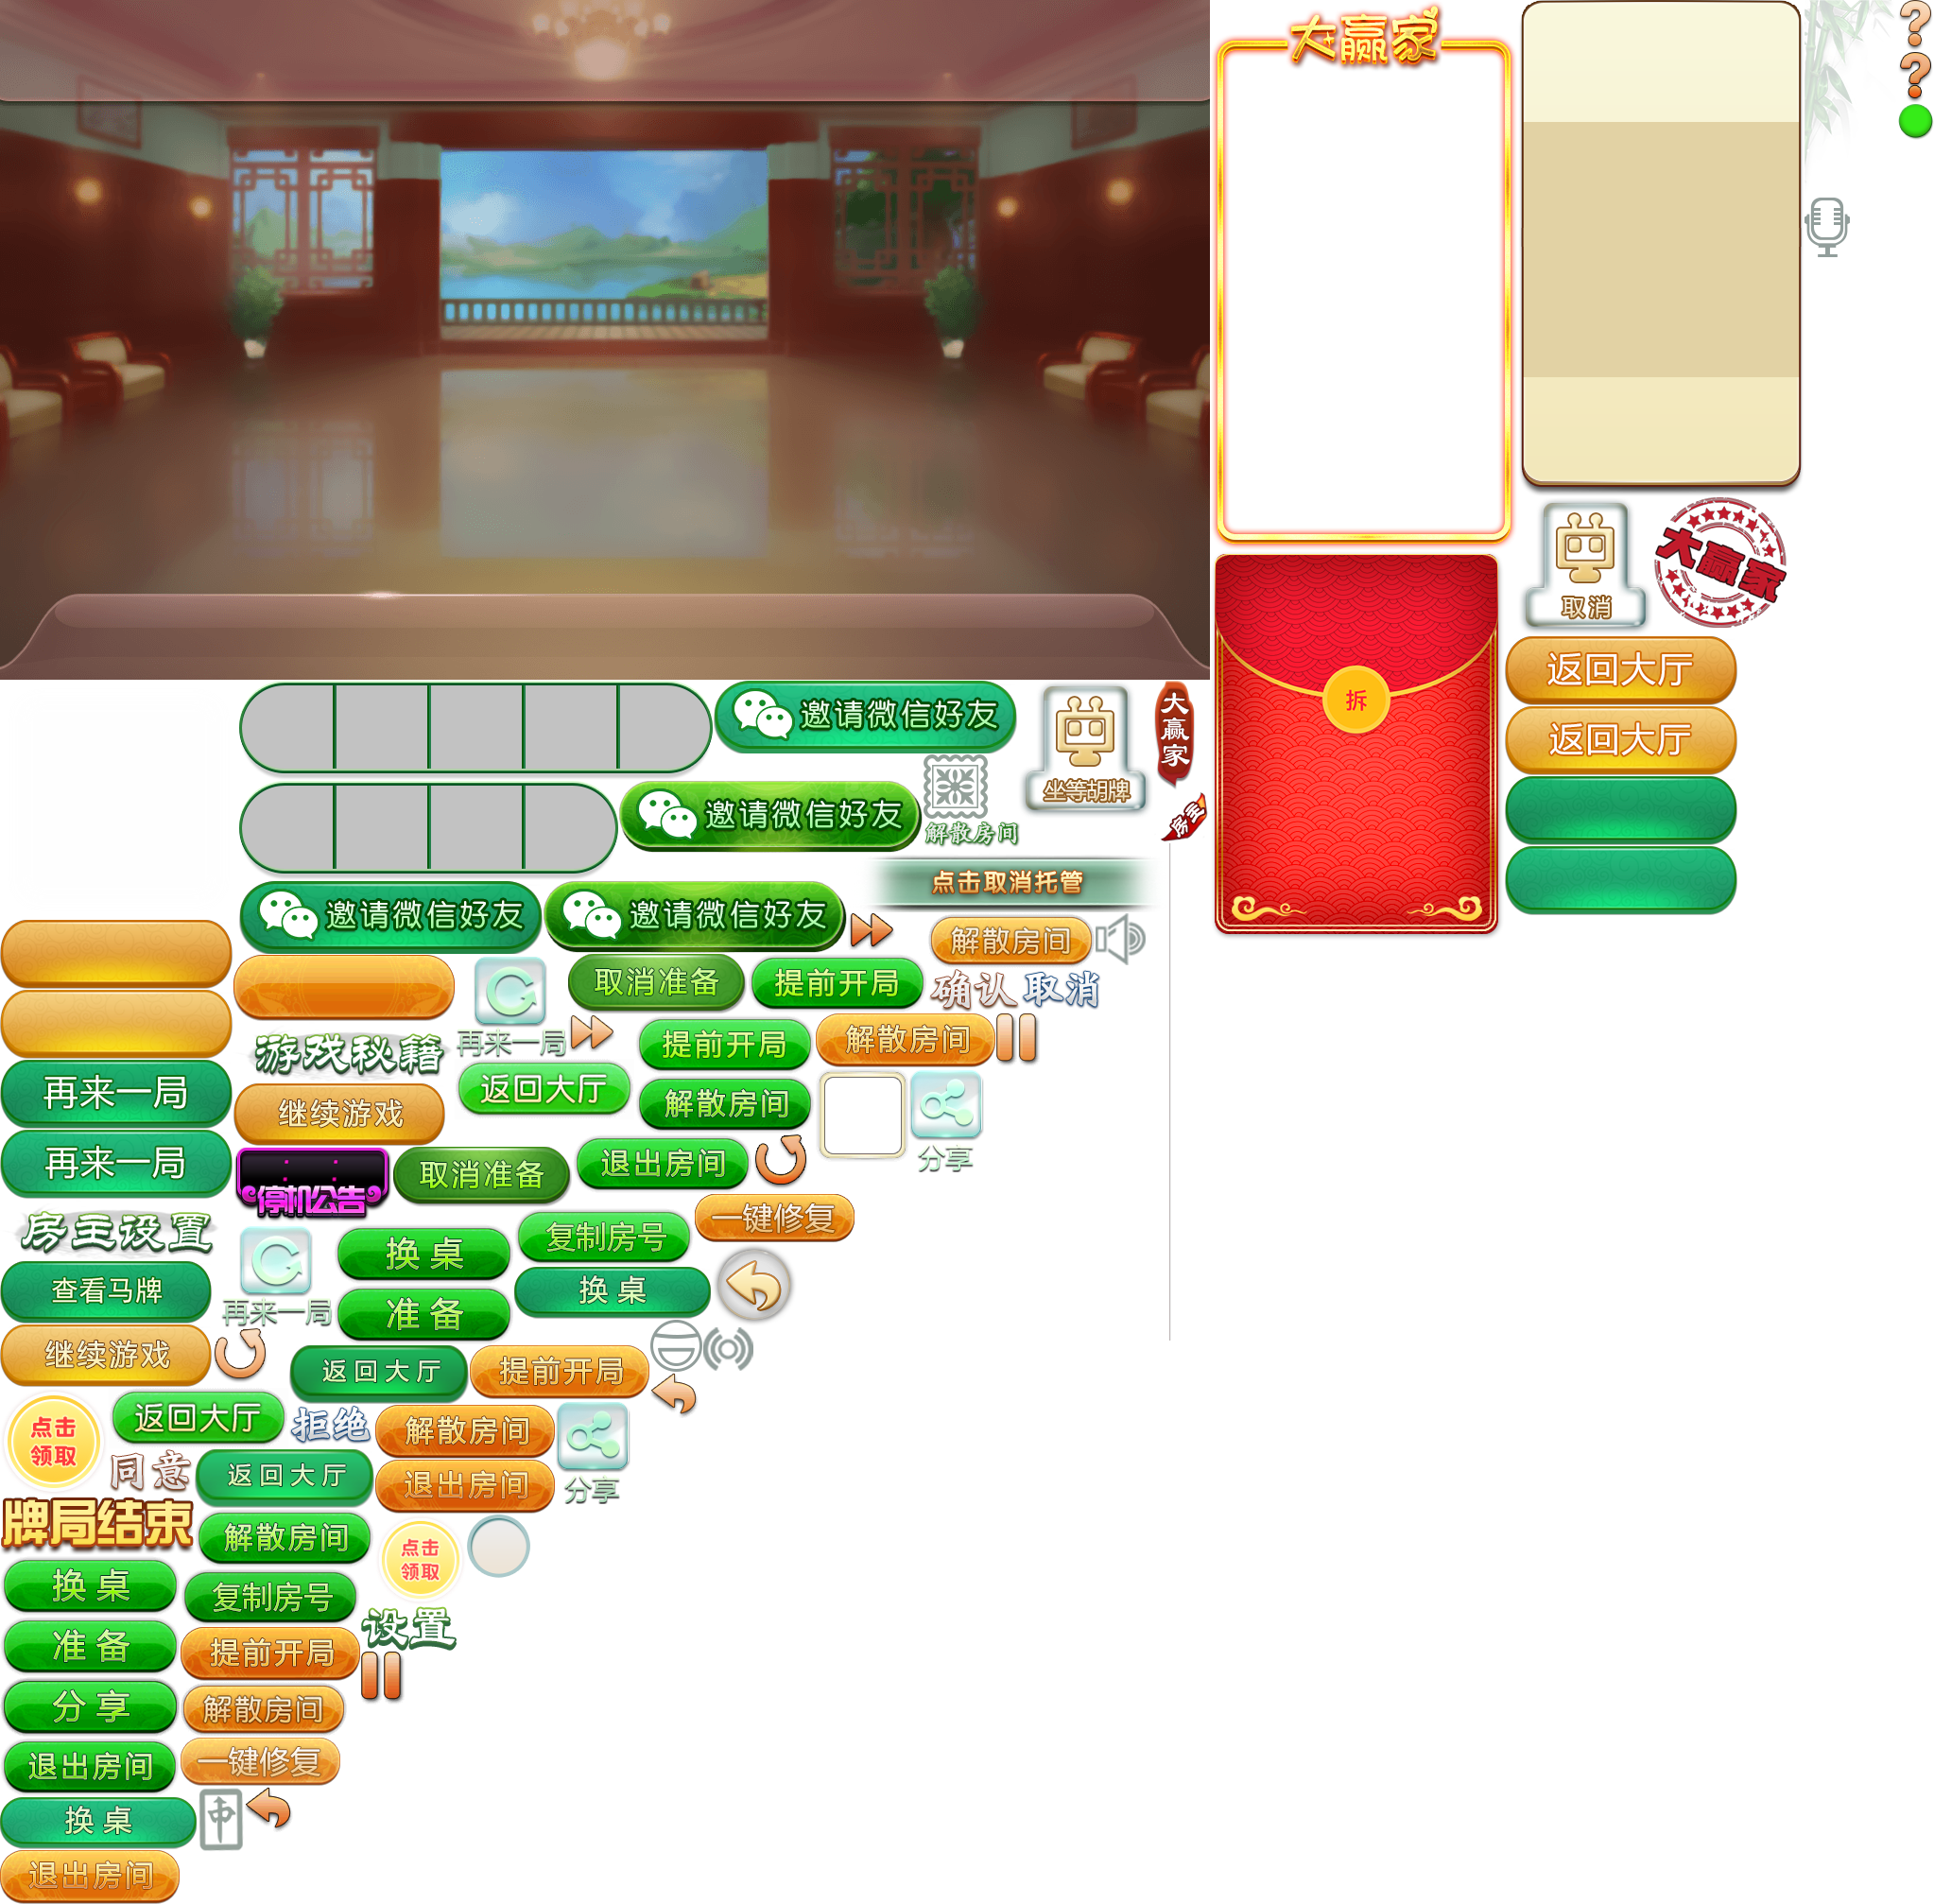 大赢家
取消
大赢家
返回大厅
返回大厅
拆
邀请微信好友
坐等胡牌
大赢家
邀请微信好友
解散房间
房主
点击取消托管
邀请微信好友
邀请微信好友
解散房间
取消准备
提前开局
确认
取消
再来一局
游戏秘籍
提前开局
解散房间
再来一局
继续游戏
返回大厅
解散房间
分享
再来一局
停机公告
取消准备
退出房间
房主设置
换桌
复制房号
一键修复
查看马牌
再来一局
准备
换桌
继续游戏
返回大厅
提前开局
点击
领取
返回大厅
拒绝
解散房间
同意
返回大厅
退出房间
分享
牌局结束
解散房间
点击
领取
换桌
复制房号
设置
准备
提前开局
分享
解散房间
退出房间
一键修复
换桌
中
退出房间